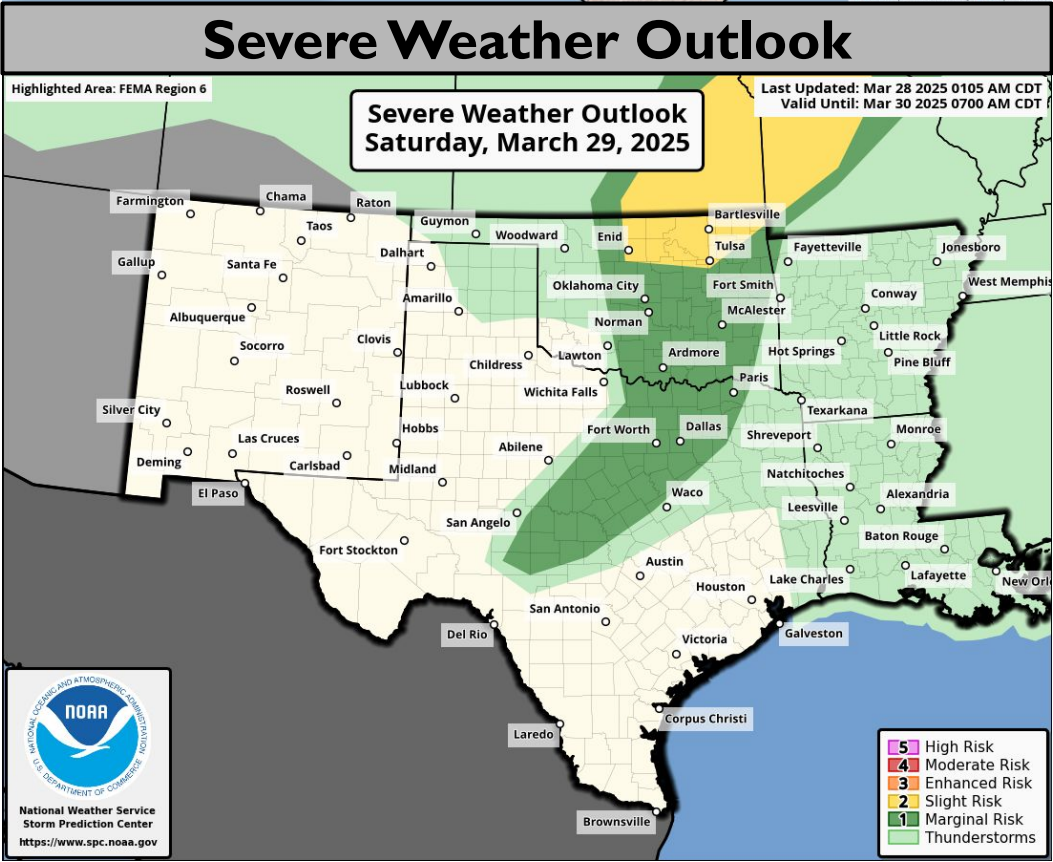 Severe Weather Outlook
Highlighted Area: FEMA Region 6
Last Updated: Mar 28 2025 0105 AM CDT
Valid Until: Mar 30 2025 0700 AM CDT
Severe Weather Outlook
Saturday, March 29, 2025
Farmington
Chama
Raton
Taos
Guymon
Woodward
Enid
Bartlesville
Tulsa
Fayetteville
Jonesboro
Gallup
Santa Fe
Dalhart
Oklahoma City
Fort Smith
West Memphis
Albuquerque
Amarillo
Norman
McAlester
Conway
Little Rock
Socorro
Clovis
Childress
Lawton
Ardmore
Hot Springs
Pine Bluff
Roswell
Lubbock
Wichita Falls
Paris
Texarkana
Silver City
Las Cruces
Hobbs
Abilene
Fort Worth
Dallas
Shreveport
Monroe
Deming
Carlsbad
Midland
Natchitoches
El Paso
San Angelo
Waco
Leesville
Alexandria
Fort Stockton
Austin
Baton Rouge
Houston
Lake Charles
Lafayette
New Orl
Del Rio
San Antonio
Victoria
Galveston
Laredo
Corpus Christi
Brownsville
NATIONAL OCEANIC AND ATMOSPHERIC ADMINISTRATION
NOAA
U.S. DEPARTMENT OF COMMERCE
National Weather Service
Storm Prediction Center
https://www.spc.noaa.gov
5 High Risk
4 Moderate Risk
3 Enhanced Risk
2 Slight Risk
1 Marginal Risk
Thunderstorms